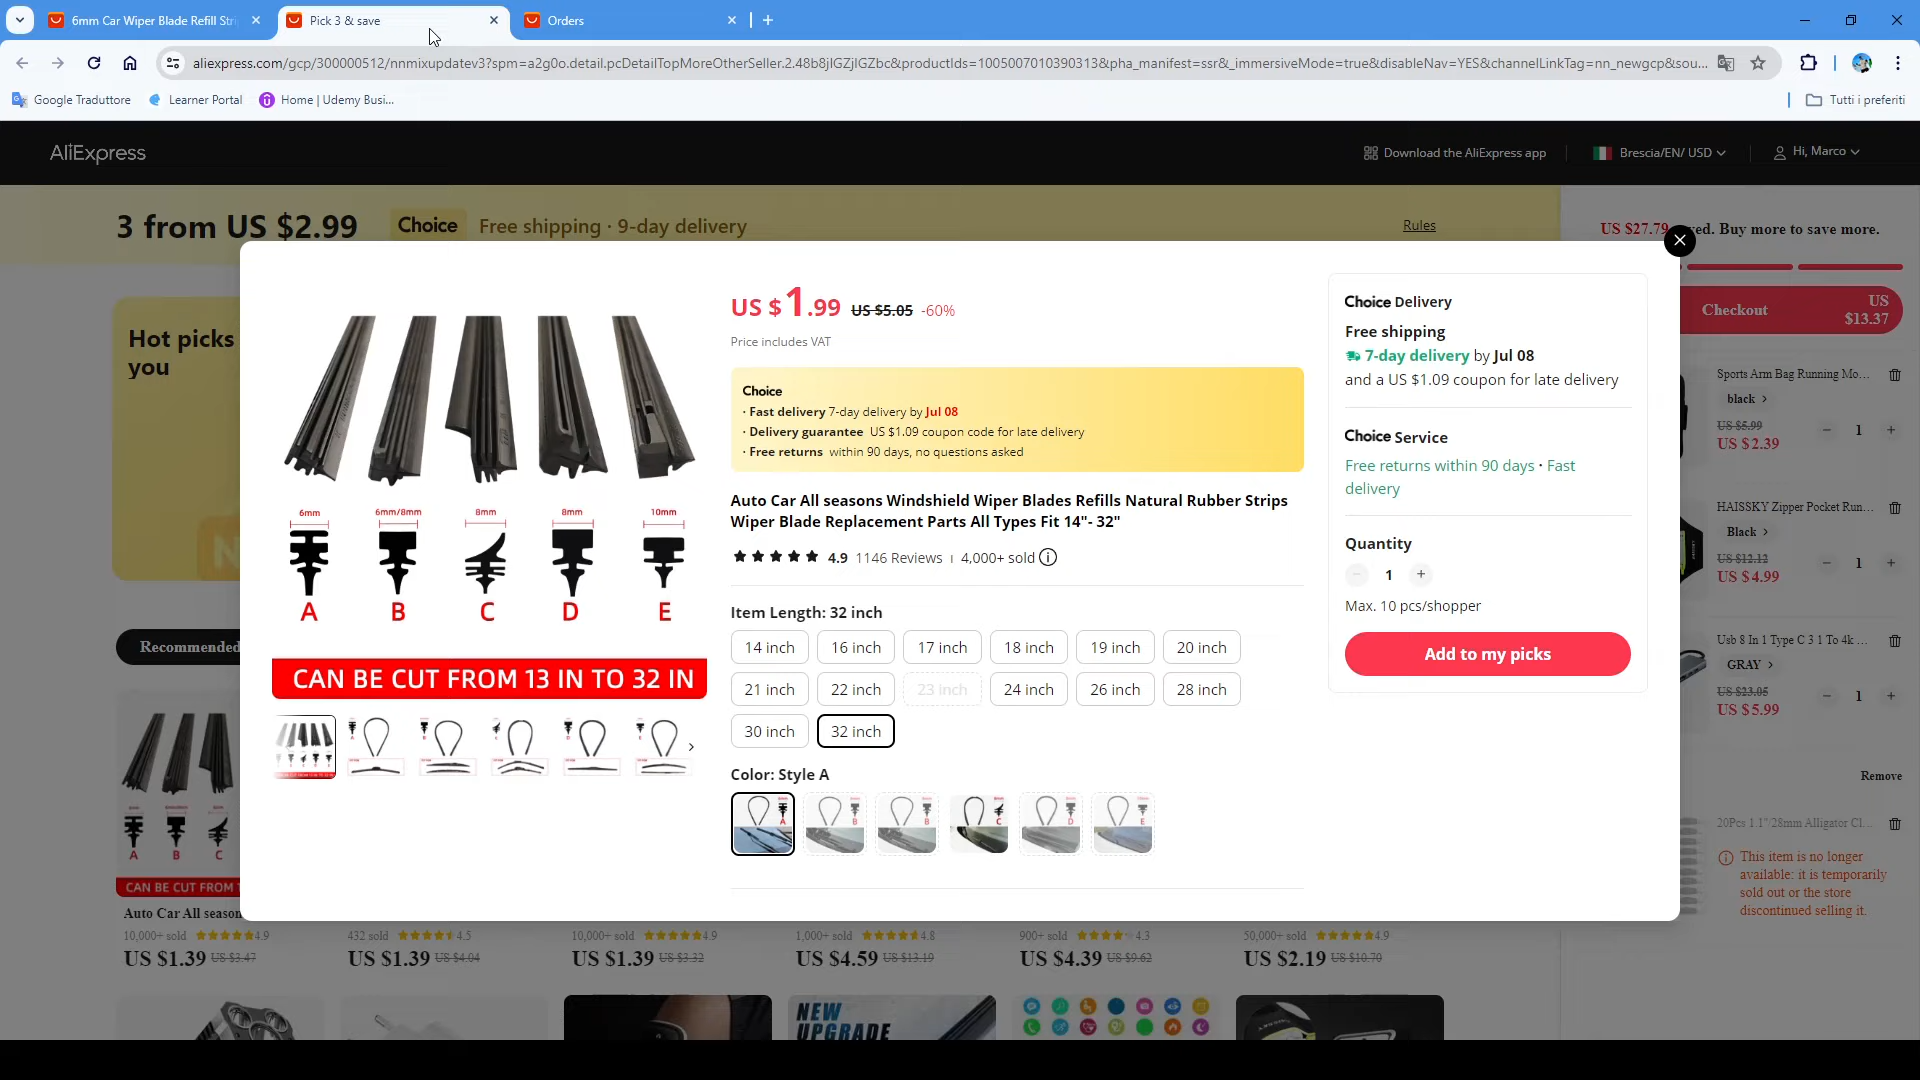 6mm Car Wiper Blade Refill Stri
Pick 3 & save
Orders
aliexpress.com/gcp/300000512/nnmixupdatev3?spm=a2g0o.detail.pcDetailTopMoreOtherSeller.2.48b8jlGZjlGZbc&productIds=1005007010390313&pha_manifest=ssr&_immersiveMode=true&disableNav=YES&channelLinkTag=nn_newgcp&sou...
Google Traduttore
Learner Portal
Home | Udemy Busi...
Tutti i preferiti
AliExpress
Download the AliExpress app
Brescia/EN/ USD
Hi, Marco
3 from US $2.99
Choice
Free shipping · 9-day delivery
Rules
US $27.79
ed. Buy more to save more.
Checkout
US $13.37
Hot picks
you
Recommended
6mm
6mm/8mm
8mm
8mm
10mm
A
B
C
D
E
CAN BE CUT FROM 13 IN TO 32 IN
US $1.99 US $5.05 -60%
Price includes VAT
Choice
· Fast delivery 7-day delivery by Jul 08
· Delivery guarantee US $1.09 coupon code for late delivery
· Free returns within 90 days, no questions asked
Auto Car All seasons Windshield Wiper Blades Refills Natural Rubber Strips
Wiper Blade Replacement Parts All Types Fit 14"- 32"
4.9 1146 Reviews | 4,000+ sold
Item Length: 32 inch
14 inch
16 inch
17 inch
18 inch
19 inch
20 inch
21 inch
22 inch
23 inch
24 inch
26 inch
28 inch
30 inch
32 inch
Color: Style A
Choice Delivery
Free shipping
7-day delivery by Jul 08
and a US $1.09 coupon for late delivery
Choice Service
Free returns within 90 days · Fast
delivery
Quantity
1
Max. 10 pcs/shopper
Add to my picks
Sports Arm Bag Running Mo...
black
US $5.99
US $2.39
1
HAISSKY Zipper Pocket Run...
Black
US $12.12
US $4.99
1
Usb 8 In 1 Type C 3 1 To 4k ...
GRAY
US $23.05
US $5.99
1
Remove
20Pcs 1.1"/28mm Alligator Cl...
This item is no longer
available: it is temporarily
sold out or the store
discontinued selling it.
A
B
C
CAN BE CUT FROM 1
Auto Car All season
10,000+ sold 4.9
US $1.39 US $3.47
432 sold 4.5
US $1.39 US $4.04
10,000+ sold 4.9
US $1.39 US $3.32
1,000+ sold 4.8
US $4.59 US $13.19
900+ sold 4.3
US $4.39 US $9.62
50,000+ sold 4.9
US $2.19 US $10.70
NEW
UPGRADE